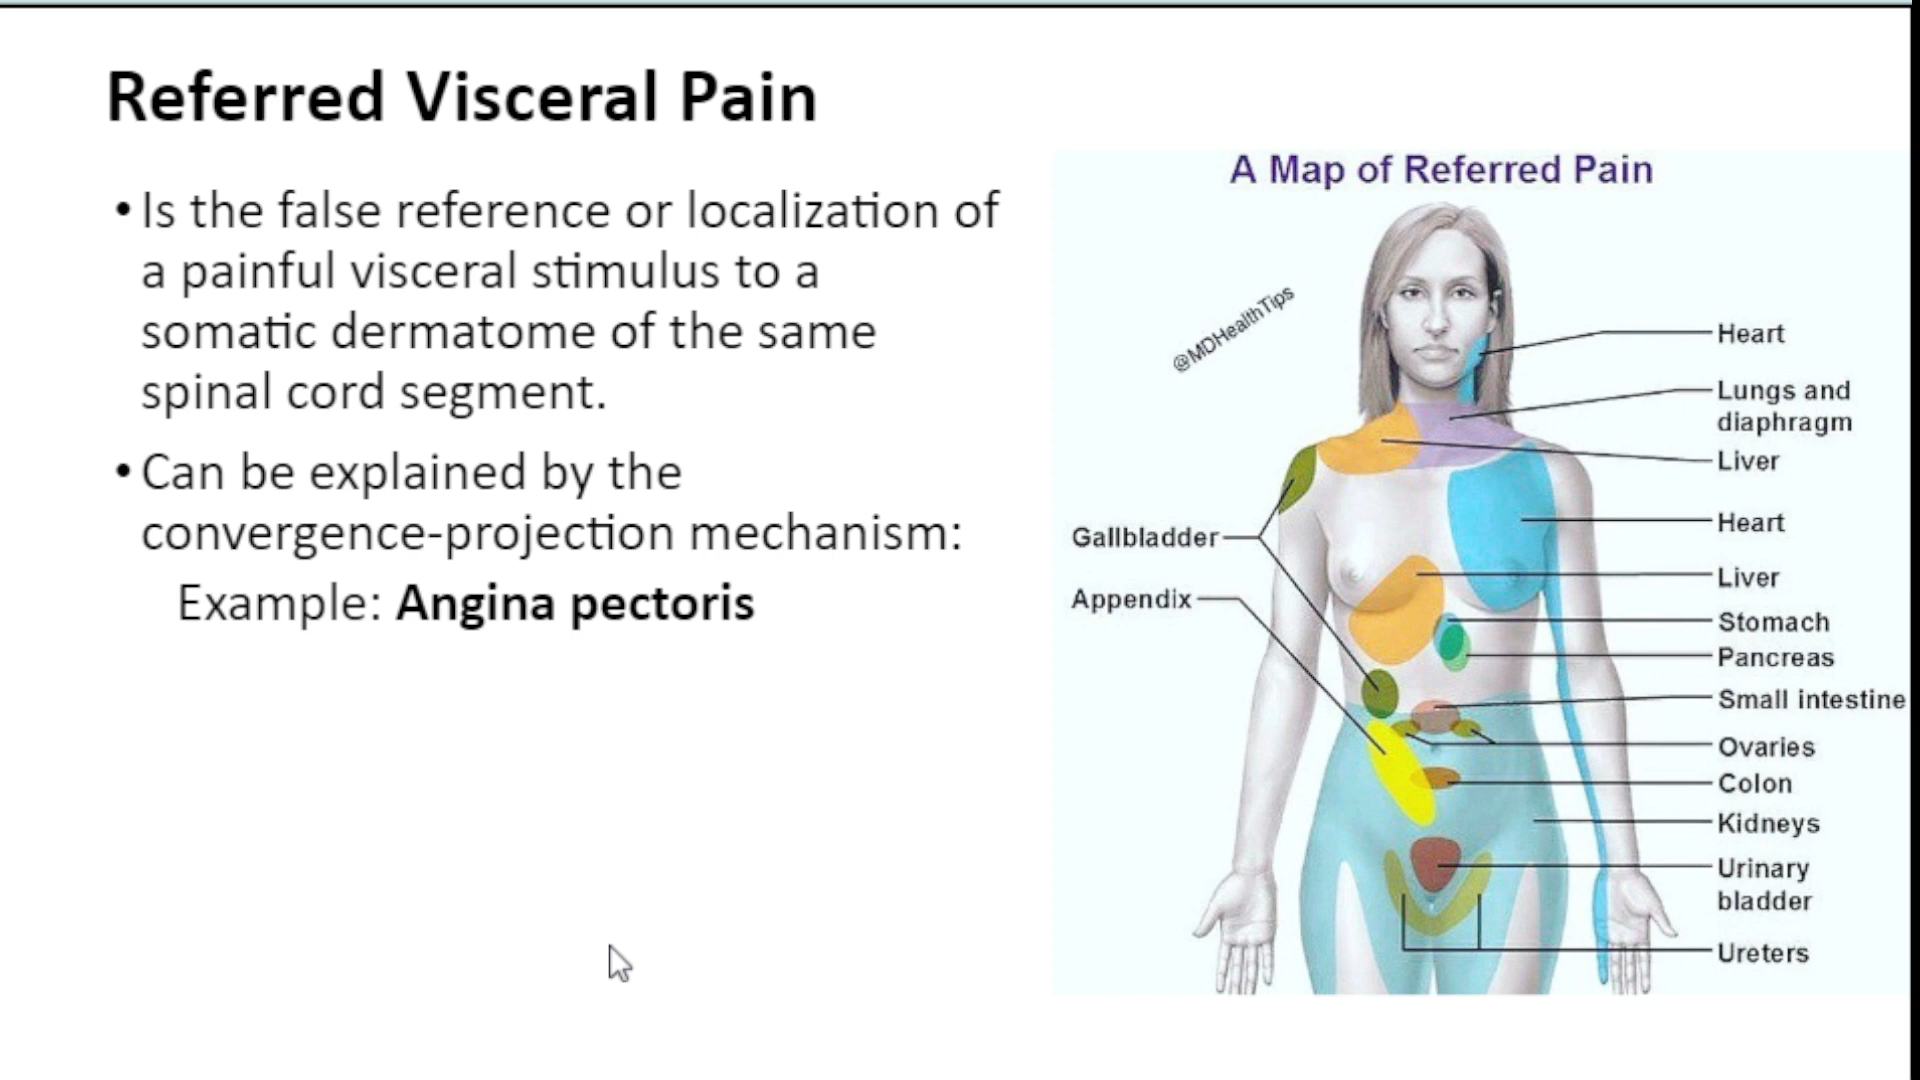 Referred Visceral Pain
• Is the false reference or localization of
a painful visceral stimulus to a
somatic dermatome of the same
spinal cord segment.
• Can be explained by the
convergence-projection mechanism:
Example: Angina pectoris
A Map of Referred Pain
@MDHealthTips
Gallbladder
Appendix
Heart
Lungs and
diaphragm
Liver
Heart
Liver
Stomach
Pancreas
Small intestine
Ovaries
Colon
Kidneys
Urinary
bladder
Ureters